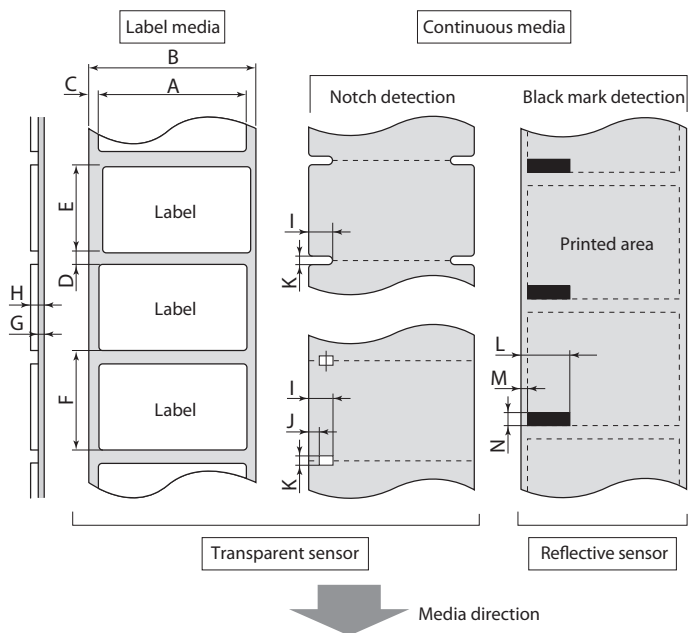 Label media
Continuous media
B
C
A
Notch detection
Black mark detection
E
Label
I
Printed area
D
K
Label
H
G
L
I
M
F
Label
J
N
K
Transparent sensor
Reflective sensor
Media direction